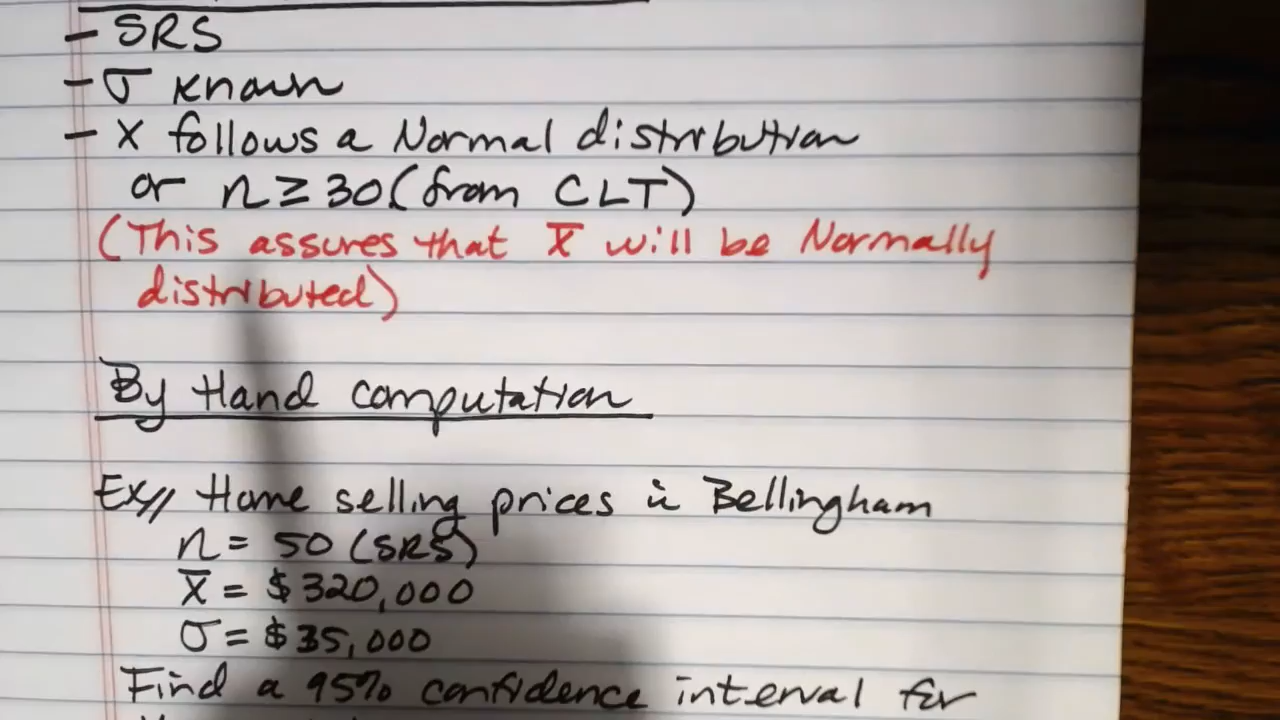 - SRS
- σ known
- X follows a Normal distribution
or n ≥ 30 (from CLT)
(This assures that X̅ will be Normally
distributed)
By Hand computation
Ex// Home selling prices in Bellingham
n = 50 (SRS)
X̅ = $320,000
σ = $35,000
Find a 95% confidence interval for